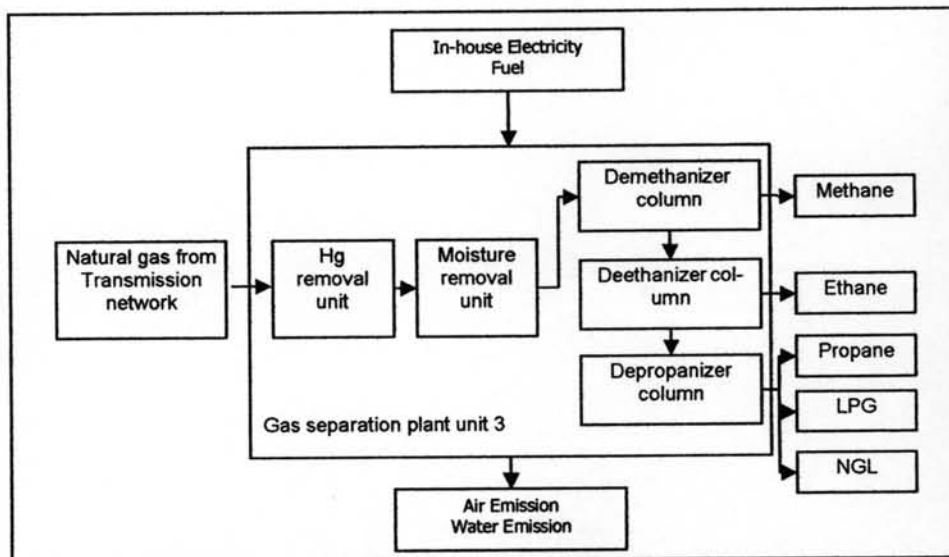 In-house Electricity
Fuel
Demethanizer
column
Methane
Natural gas from
Transmission
network
Hg
removal
unit
Moisture
removal
unit
Deethanizer col-
umn
Ethane
Depropanizer
column
Propane
LPG
NGL
Gas separation plant unit 3
Air Emission
Water Emission